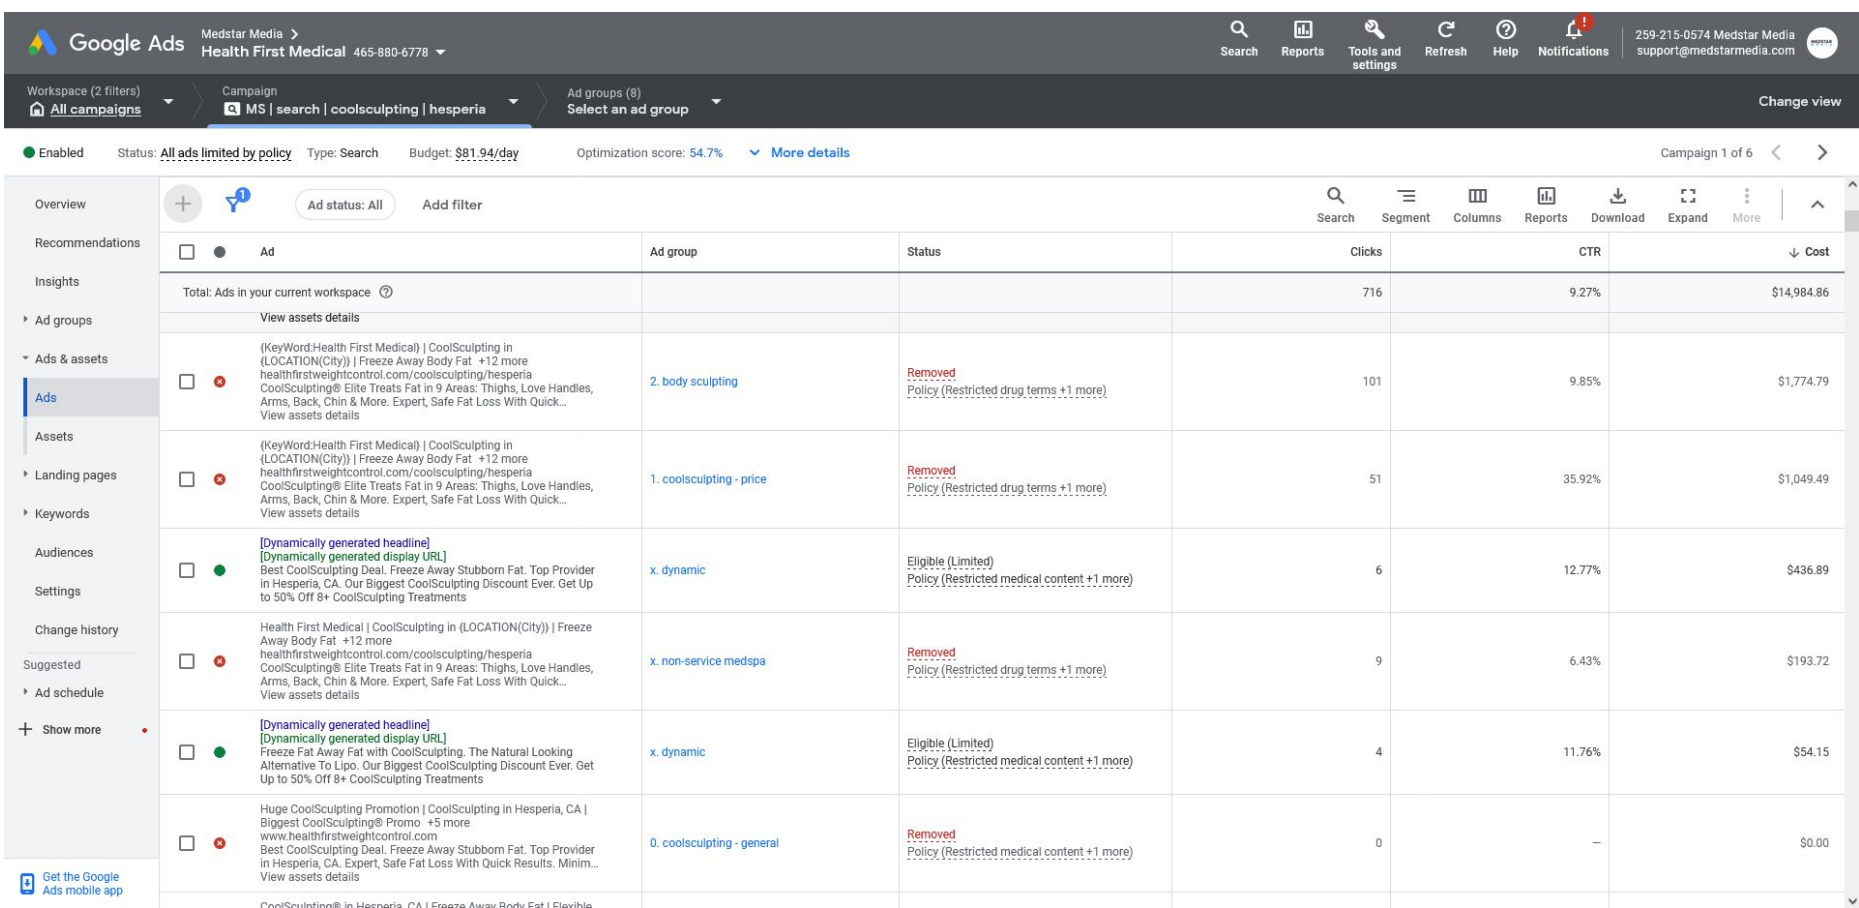 Google Ads
Medstar Media
Health First Medical 465-880-6778
Search
Reports
Tools and
settings
Refresh
Help
Notifications
259-215-0574 Medstar Media
support@medstarmedia.com
Workspace (2 filters)
All campaigns
Campaign
MS | search | coolsculpting | hesperia
Ad groups (8)
Select an ad group
Change view
Enabled
Status: All ads limited by policy
Type: Search
Budget: $81.94/day
Optimization score: 54.7%
More details
Campaign 1 of 6
Overview
Recommendations
Insights
Ad groups
Ads & assets
Ads
Assets
Landing pages
Keywords
Audiences
Settings
Change history
Suggested
Ad schedule
Show more
Get the Google
Ads mobile app
1
Ad status: All
Add filter
Search
Segment
Columns
Reports
Download
Expand
More
Ad
Ad group
Status
Clicks
CTR
Cost
Total: Ads in your current workspace
716
9.27%
$14,984.86
View assets details
{KeyWord:Health First Medical} | CoolSculpting in
{LOCATION(City)} | Freeze Away Body Fat +12 more
healthfirstweightcontrol.com/coolsculpting/hesperia
CoolSculpting® Elite Treats Fat in 9 Areas: Thighs, Love Handles,
Arms, Back, Chin & More. Expert, Safe Fat Loss With Quick...
View assets details
2. body sculpting
Removed
Policy (Restricted drug terms +1 more)
101
9.85%
$1,774.79
{KeyWord:Health First Medical} | CoolSculpting in
{LOCATION(City)} | Freeze Away Body Fat +12 more
healthfirstweightcontrol.com/coolsculpting/hesperia
CoolSculpting® Elite Treats Fat in 9 Areas: Thighs, Love Handles,
Arms, Back, Chin & More. Expert, Safe Fat Loss With Quick...
View assets details
1. coolsculpting - price
Removed
Policy (Restricted drug terms +1 more)
51
35.92%
$1,049.49
[Dynamically generated headline]
[Dynamically generated display URL]
Best CoolSculpting Deal. Freeze Away Stubborn Fat. Top Provider
in Hesperia, CA. Our Biggest CoolSculpting Discount Ever. Get Up
to 50% Off 8+ CoolSculpting Treatments
x. dynamic
Eligible (Limited)
Policy (Restricted medical content +1 more)
6
12.77%
$436.89
Health First Medical | CoolSculpting in {LOCATION(City)} | Freeze
Away Body Fat +12 more
healthfirstweightcontrol.com/coolsculpting/hesperia
CoolSculpting® Elite Treats Fat in 9 Areas: Thighs, Love Handles,
Arms, Back, Chin & More. Expert, Safe Fat Loss With Quick...
View assets details
x. non-service medspa
Removed
Policy (Restricted drug terms +1 more)
9
6.43%
$193.72
[Dynamically generated headline]
[Dynamically generated display URL]
Freeze Fat Away Fat with CoolSculpting. The Natural Looking
Alternative To Lipo. Our Biggest CoolSculpting Discount Ever. Get
Up to 50% Off 8+ CoolSculpting Treatments
x. dynamic
Eligible (Limited)
Policy (Restricted medical content +1 more)
4
11.76%
$54.15
Huge CoolSculpting Promotion | CoolSculpting in Hesperia, CA |
Biggest CoolSculpting® Promo +5 more
www.healthfirstweightcontrol.com
Best CoolSculpting Deal. Freeze Away Stubborn Fat. Top Provider
in Hesperia, CA. Expert, Safe Fat Loss With Quick Results. Minim...
View assets details
0. coolsculpting - general
Removed
Policy (Restricted medical content +1 more)
0
—
$0.00
CoolSculpting® in Hesperia, CA | Freeze Away Body Fat | Flexible